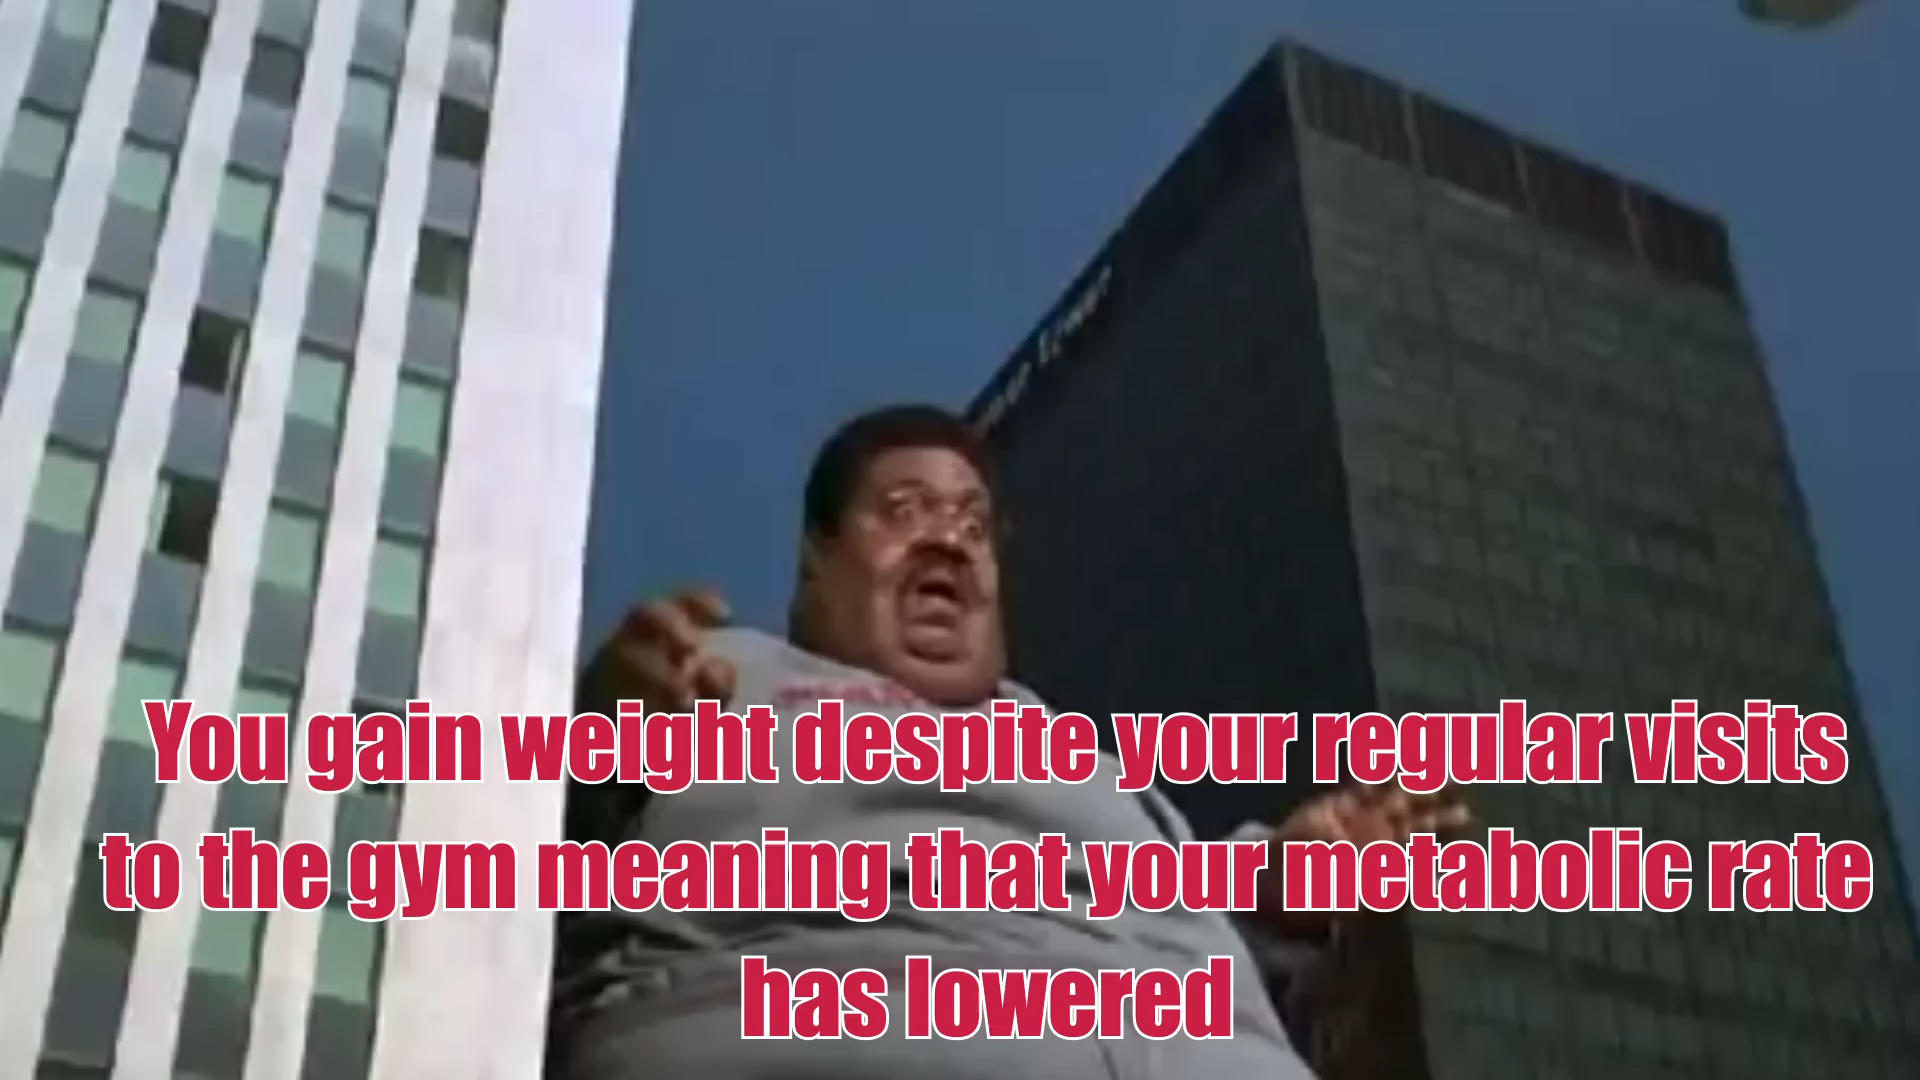 You gain weight despite your regular visits
to the gym meaning that your metabolic rate
has lowered